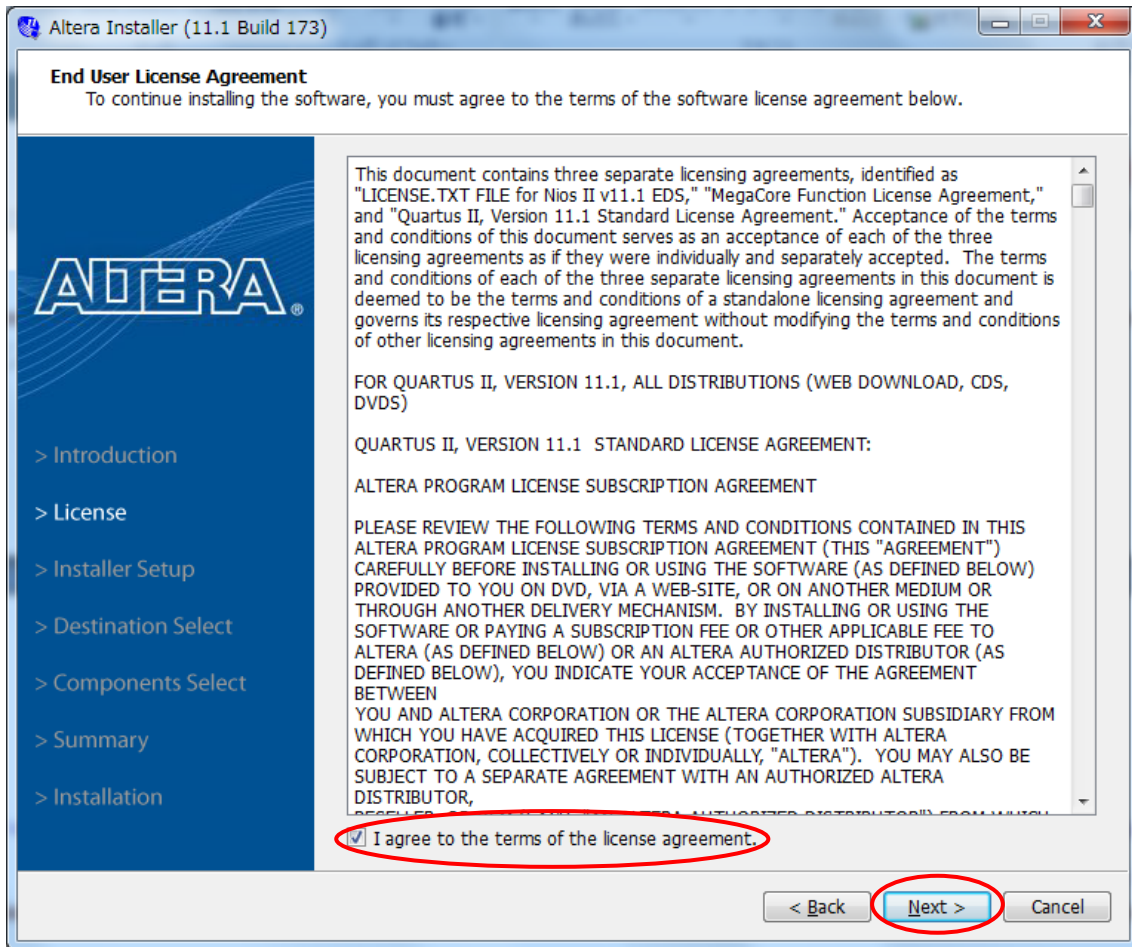 Altera Installer (11.1 Build 173)
End User License Agreement
To continue installing the software, you must agree to the terms of the software license agreement below.
ALTERA®
> Introduction
> License
> Installer Setup
> Destination Select
> Components Select
> Summary
> Installation
This document contains three separate licensing agreements, identified as
"LICENSE.TXT FILE for Nios II v11.1 EDS," "MegaCore Function License Agreement,"
and "Quartus II, Version 11.1 Standard License Agreement." Acceptance of the terms
and conditions of this document serves as an acceptance of each of the three
licensing agreements as if they were individually and separately accepted.  The terms
and conditions of each of the three separate licensing agreements in this document is
deemed to be the terms and conditions of a standalone licensing agreement and
governs its respective licensing agreement without modifying the terms and conditions
of other licensing agreements in this document.
FOR QUARTUS II, VERSION 11.1, ALL DISTRIBUTIONS (WEB DOWNLOAD, CDS,
DVDS)
QUARTUS II, VERSION 11.1  STANDARD LICENSE AGREEMENT:
ALTERA PROGRAM LICENSE SUBSCRIPTION AGREEMENT
PLEASE REVIEW THE FOLLOWING TERMS AND CONDITIONS CONTAINED IN THIS
ALTERA PROGRAM LICENSE SUBSCRIPTION AGREEMENT (THIS "AGREEMENT")
CAREFULLY BEFORE INSTALLING OR USING THE SOFTWARE (AS DEFINED BELOW)
PROVIDED TO YOU ON DVD, VIA A WEB-SITE, OR ON ANOTHER MEDIUM OR
THROUGH ANOTHER DELIVERY MECHANISM.  BY INSTALLING OR USING THE
SOFTWARE OR PAYING A SUBSCRIPTION FEE OR OTHER APPLICABLE FEE TO
ALTERA (AS DEFINED BELOW) OR AN ALTERA AUTHORIZED DISTRIBUTOR (AS
DEFINED BELOW), YOU INDICATE YOUR ACCEPTANCE OF THE AGREEMENT
BETWEEN
YOU AND ALTERA CORPORATION OR THE ALTERA CORPORATION SUBSIDIARY FROM
WHICH YOU HAVE ACQUIRED THIS LICENSE (TOGETHER WITH ALTERA
CORPORATION, COLLECTIVELY OR INDIVIDUALLY, "ALTERA").  YOU MAY ALSO BE
SUBJECT TO A SEPARATE AGREEMENT WITH AN AUTHORIZED ALTERA
DISTRIBUTOR,
I agree to the terms of the license agreement.
< Back
Next >
Cancel